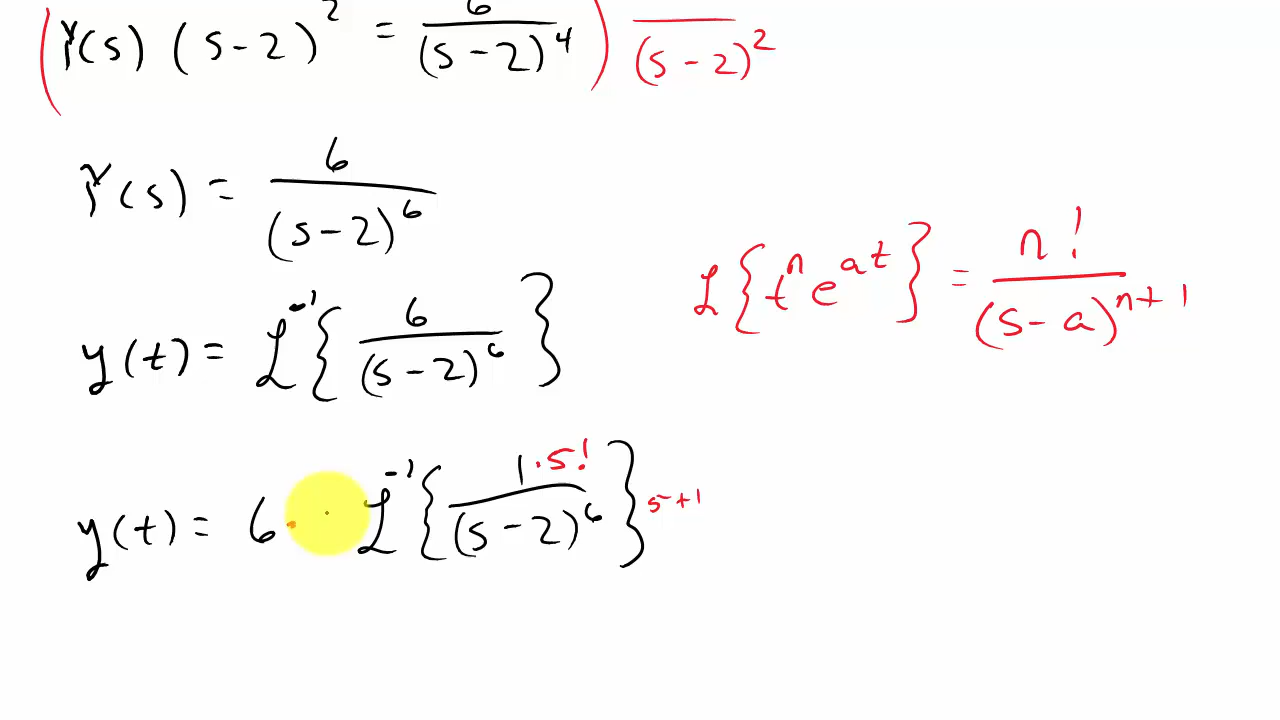 (Y(s) (s-2)² = 6/(s-2)⁴) /(s-2)²
Y(s) = 6/(s-2)⁶
L{tⁿe^{at}} = n!/(s-a)^{n+1}
y(t) = L⁻¹{6/(s-2)⁶}
y(t) = 6· L⁻¹{1·5!/(s-2)⁶} 5+1